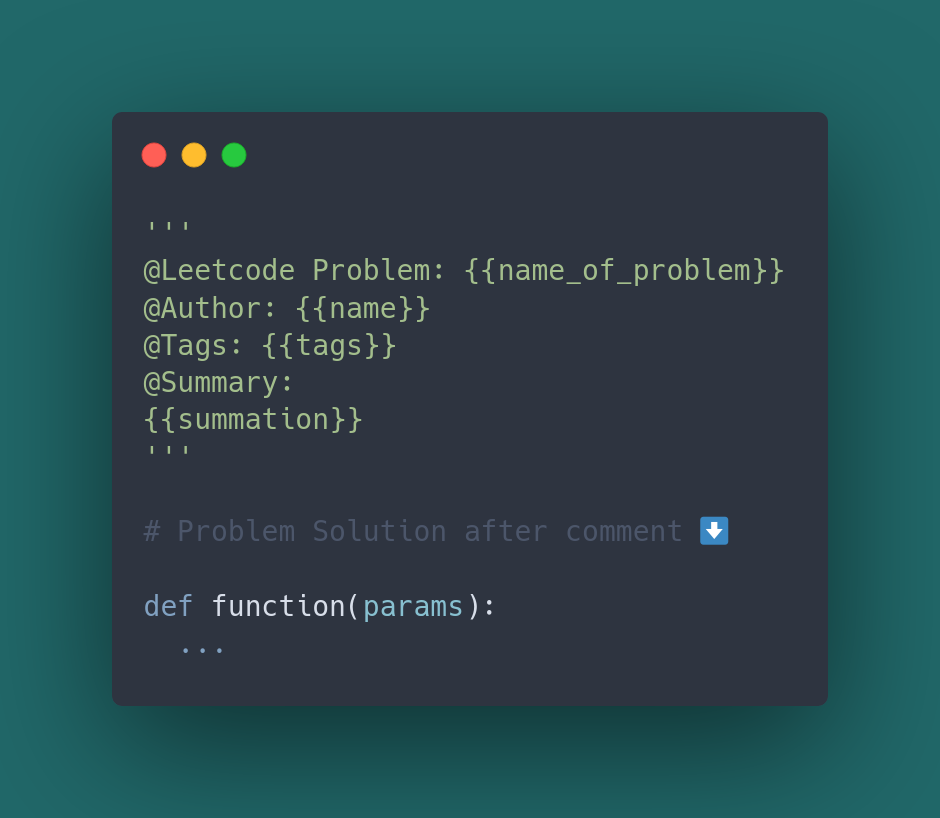 '''
@Leetcode Problem: {{name_of_problem}}
@Author: {{name}}
@Tags: {{tags}}
@Summary:
{{summation}}
'''
# Problem Solution after comment ⬇️
def function(params):
  ...